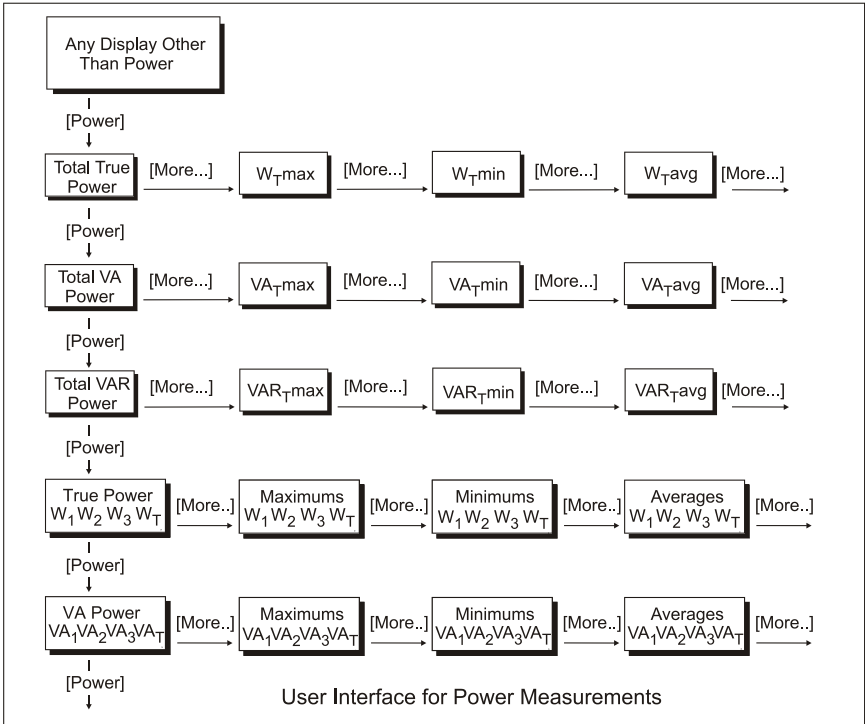 Any Display Other
Than Power
[Power]
Total True
Power
[More...]
WTmax
[More...]
WTmin
[More...]
WTavg
[More...]
[Power]
Total VA
Power
[More...]
VATmax
[More...]
VATmin
[More...]
VATavg
[More...]
[Power]
Total VAR
Power
[More...]
VARTmax
[More...]
VARTmin
[More...]
VARTavg
[More...]
[Power]
True Power
W1 W2 W3 WT
[More..]
Maximums
W1 W2 W3 WT
[More..]
Minimums
W1 W2 W3 WT
[More..]
Averages
W1 W2 W3 WT
[More..]
[Power]
VA Power
VA1VA2VA3VAT
[More..]
Maximums
VA1VA2VA3VAT
[More..]
Minimums
VA1VA2VA3VAT
[More..]
Averages
VA1VA2VA3VAT
[More..]
[Power]
User Interface for Power Measurements